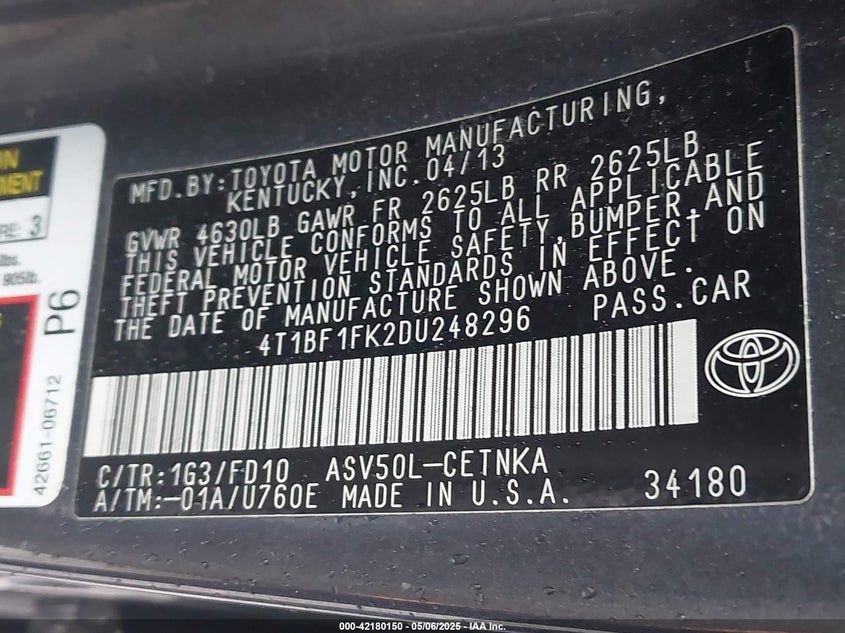 MFD.BY:TOYOTA MOTOR MANUFACTURING,
KENTUCKY,INC.04/13
GVWR 4630LB GAWR FR 2625LB RR 2625LB
THIS VEHICLE CONFORMS TO ALL APPLICABLE
FEDERAL MOTOR VEHICLE SAFETY,BUMPER,AND
THEFT PREVENTION STANDARDS IN EFFECT ON
THE DATE OF MANUFACTURE SHOWN ABOVE.
4T1BF1FK2DU248296 PASS.CAR
C/TR:1G3/FD10 ASV50L-CETNKA
A/TM:-01A/U760E MADE IN U.S.A. 34180
3
lbs.
905lb.
P6
42661-06712
000-42180150 - 05/06/2025 - IAA Inc.